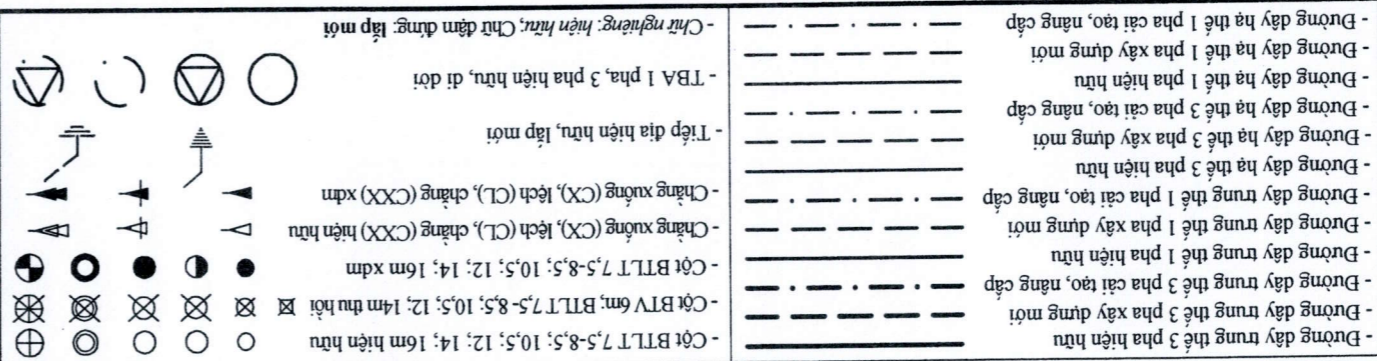 - Đường dây trung thế 3 pha hiện hữu
- Đường dây trung thế 3 pha xây dựng mới
- Đường dây trung thế 3 pha cải tạo, nâng cấp
- Đường dây trung thế 1 pha hiện hữu
- Đường dây trung thế 1 pha xây dựng mới
- Đường dây trung thế 1 pha cải tạo, nâng cấp
- Đường dây hạ thế 3 pha hiện hữu
- Đường dây hạ thế 3 pha xây dựng mới
- Đường dây hạ thế 3 pha cải tạo, nâng cấp
- Đường dây hạ thế 1 pha hiện hữu
- Đường dây hạ thế 1 pha xây dựng mới
- Đường dây hạ thế 1 pha cải tạo, nâng cấp
- Cột BTLT 7,5-8,5; 10,5; 12; 14; 16m hiện hữu
- Cột BTV 6m; BTLT 7,5- 8,5; 10,5; 12; 14m thu hồi
- Cột BTLT 7,5-8,5; 10,5; 12; 14; 16m xdm
- Chằng xuống (CX), lệch (CL), chằng (CXX) hiện hữu
- Chằng xuống (CX), lệch (CL), chằng (CXX) xdm
- Tiếp địa hiện hữu, lắp mới
- TBA 1 pha, 3 pha hiện hữu, di dời
- Chữ nghiêng: hiện hữu; Chữ đậm đứng: lắp mới